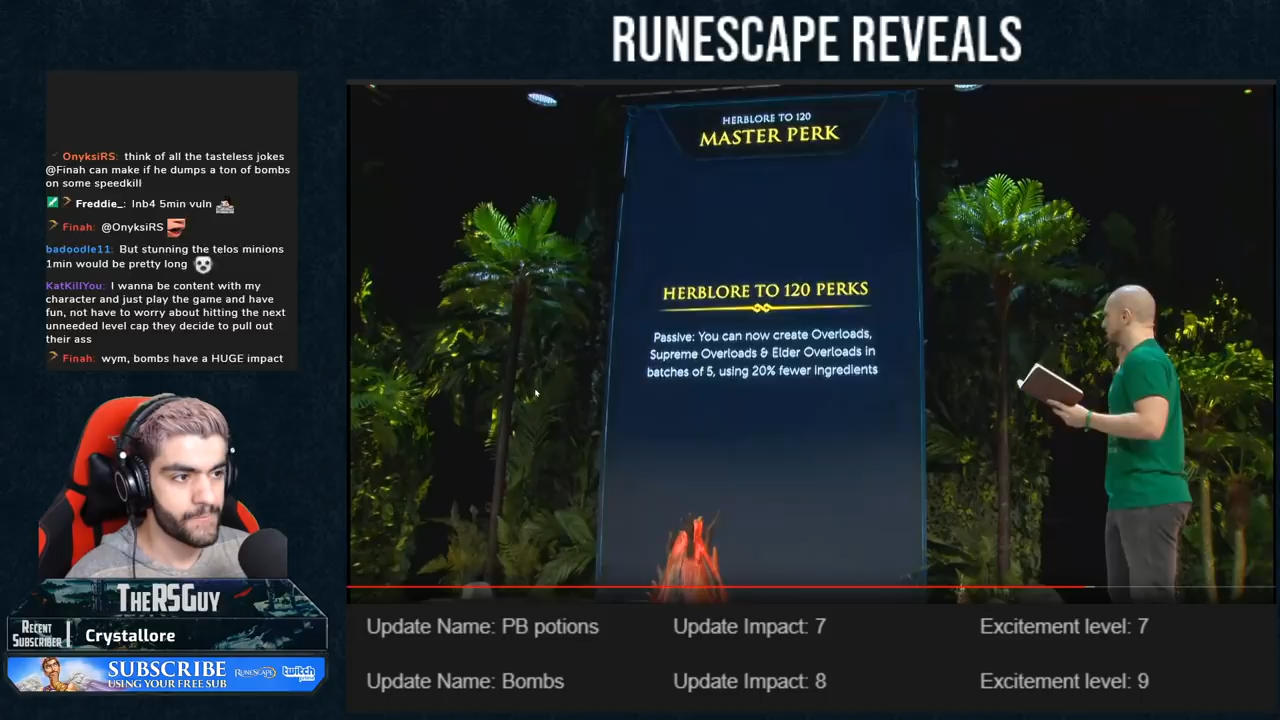 RUNESCAPE REVEALS
OnyksiRS: think of all the tasteless jokes
@Finah can make if he dumps a ton of bombs
on some speedkill
Freddie_: Inb4 5min vuln
Finah: @OnyksiRS
badoodle11: But stunning the telos minions
1min would be pretty long
KatKillYou: I wanna be content with my
character and just play the game and have
fun, not have to worry about hitting the next
unneeded level cap they decide to pull out
their ass
Finah: wym, bombs have a HUGE impact
HERBLORE TO 120
MASTER PERK
HERBLORE TO 120 PERKS
Passive: You can now create Overloads,
Supreme Overloads & Elder Overloads in
batches of 5, using 20% fewer ingredients
THERSGUY
RECENT
SUBSCRIBER
Crystallore
SUBSCRIBE
USING YOUR FREE SUB
RUNESCAPE
twitch
prime
Update Name: PB potions
Update Impact: 7
Excitement level: 7
Update Name: Bombs
Update Impact: 8
Excitement level: 9